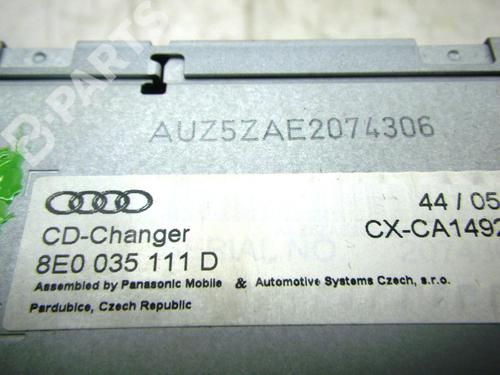 B-PARTS
AUZ5ZAE2074306
44 / 05
CD-Changer
CX-CA1492
8E0 035 111 D
Assembled by Panasonic Mobile & Automotive Systems Czech, s.r.o.
Pardubice, Czech Republic